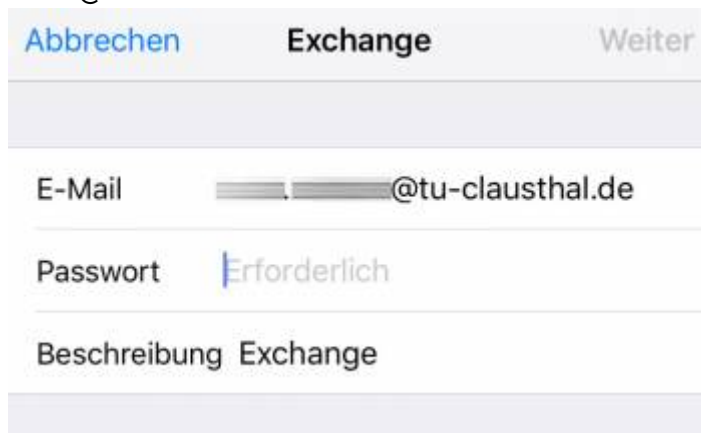 Abbrechen Exchange Weiter
E-Mail @tu-clausthal.de
Passwort Erforderlich
Beschreibung Exchange